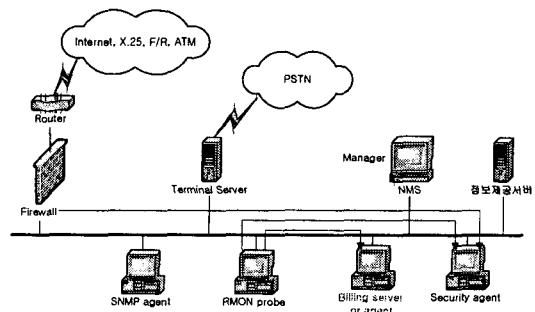 Internet, X.25, F/R, ATM
PSTN
Router
Manager
Terminal Server
NMS
정보제공서버
Firewall
SNMP agent
RMON probe
Billing server
or agent
Security agent